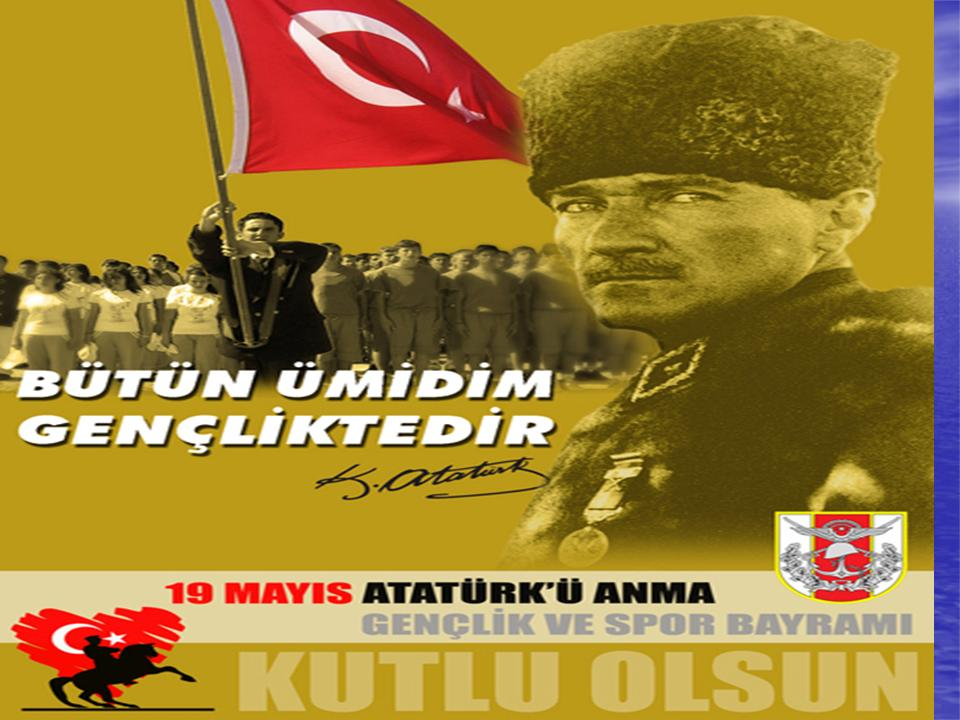 BÜTÜN ÜMİDİM
GENÇLİKTEDİR
K. Atatürk
19 MAYIS ATATÜRK'Ü ANMA
GENÇLİK VE SPOR BAYRAMI
KUTLU OLSUN